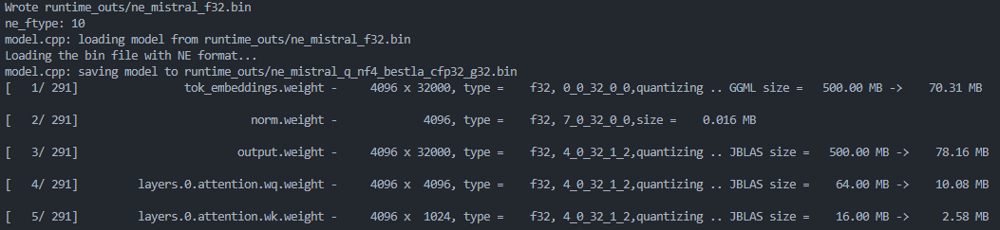 Wrote runtime_outs/ne_mistral_f32.bin
ne_ftype: 10
model.cpp: loading model from runtime_outs/ne_mistral_f32.bin
Loading the bin file with NE format...
model.cpp: saving model to runtime_outs/ne_mistral_q_nf4_bestla_cfp32_g32.bin
[   1/ 291]                 tok_embeddings.weight -     4096 x 32000, type =    f32, 0_0_32_0_0,quantizing .. GGML size =   500.00 MB ->    70.31 MB
[   2/ 291]                           norm.weight -             4096, type =    f32, 7_0_32_0_0,size =    0.016 MB
[   3/ 291]                         output.weight -     4096 x 32000, type =    f32, 4_0_32_1_2,quantizing .. JBLAS size =   500.00 MB ->    78.16 MB
[   4/ 291]          layers.0.attention.wq.weight -     4096 x  4096, type =    f32, 4_0_32_1_2,quantizing .. JBLAS size =    64.00 MB ->    10.08 MB
[   5/ 291]          layers.0.attention.wk.weight -     4096 x  1024, type =    f32, 4_0_32_1_2,quantizing .. JBLAS size =    16.00 MB ->     2.58 MB